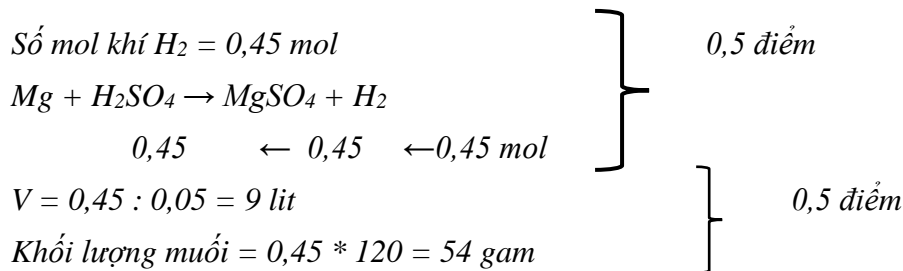 Số mol khí H₂ = 0,45 mol 0,5 điểm
Mg + H₂SO₄ → MgSO₄ + H₂
0,45 ← 0,45 ←0,45 mol
V = 0,45 : 0,05 = 9 lit 0,5 điểm
Khối lượng muối = 0,45 * 120 = 54 gam